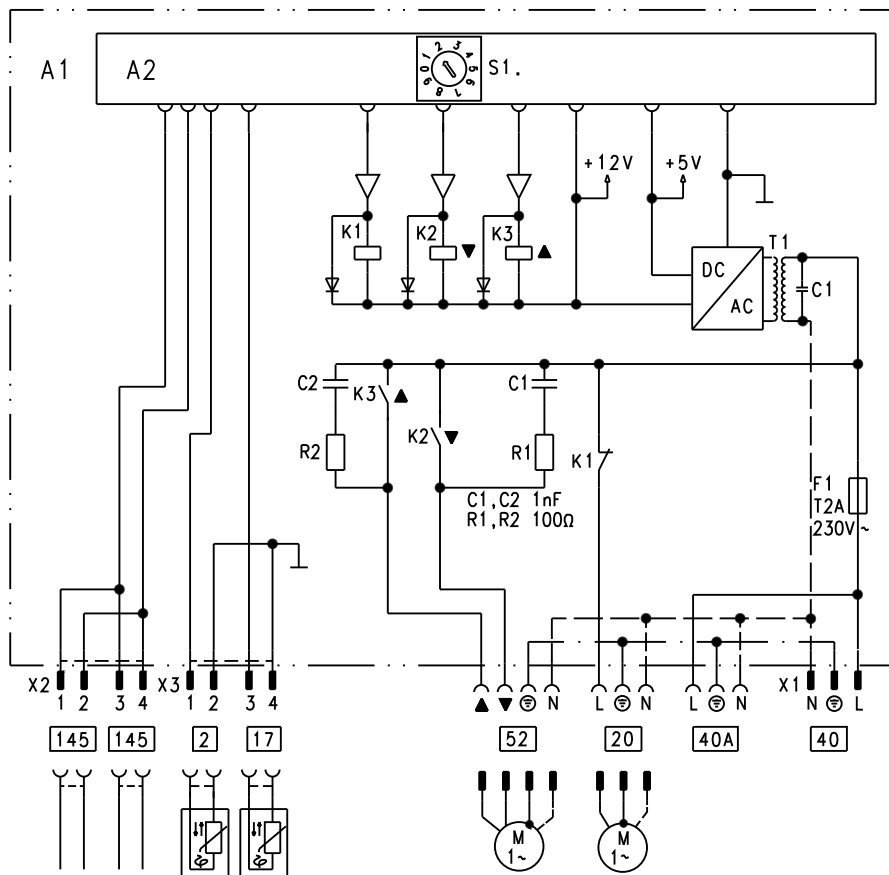 A1
A2
0 1 2 3 4 5 6 7 8 9
S1.
+12V
+5V
K1
K2
K3
T1
DC
AC
C1
C2
K3
C1
K2
R2
R1
K1
F1
T2A
230V~
C1,C2 1nF
R1,R2 100Ω
X2
X3
X1
1 2 3 4
1 2 3 4
N
L
N
L
N
N
L
145
145
2
17
52
20
40A
40
M
1~
M
1~